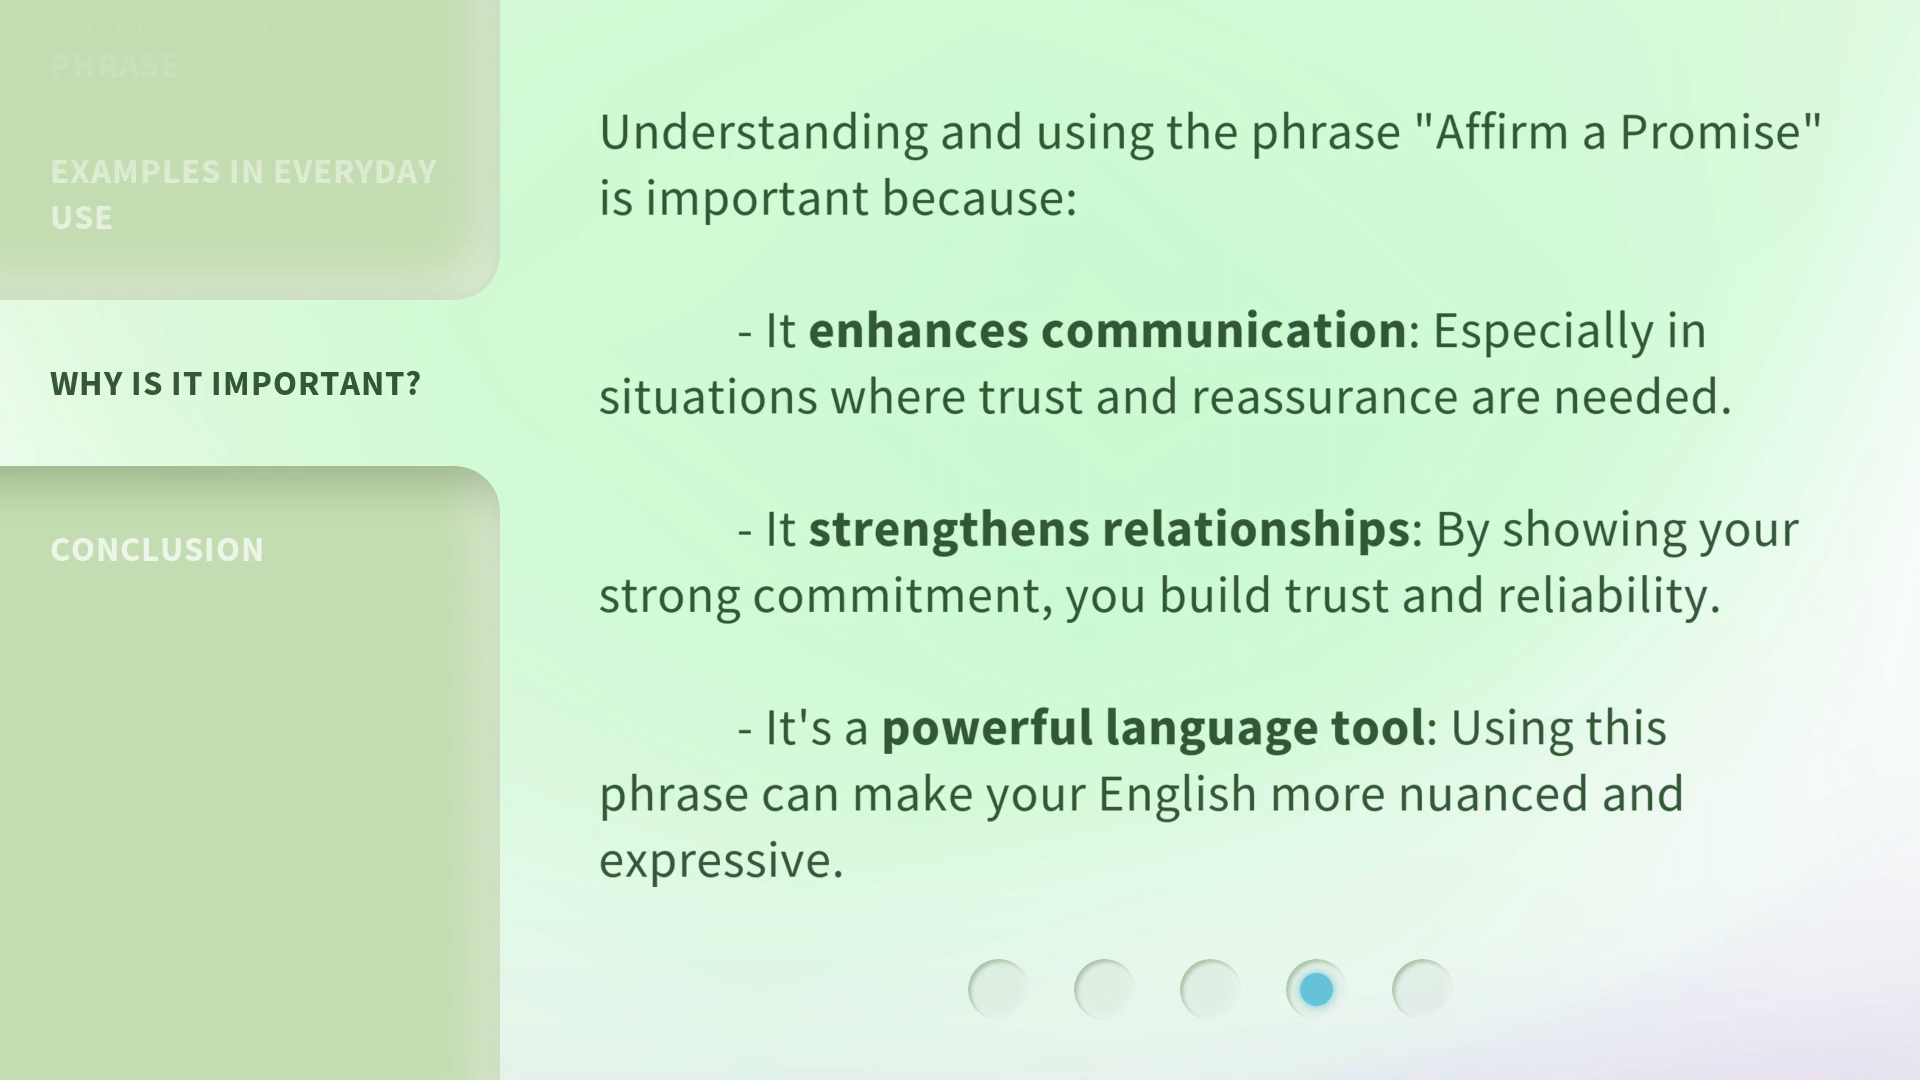 PHRASE
EXAMPLES IN EVERYDAY
USE
WHY IS IT IMPORTANT?
CONCLUSION
Understanding and using the phrase "Affirm a Promise"
is important because:
- It enhances communication: Especially in
situations where trust and reassurance are needed.
- It strengthens relationships: By showing your
strong commitment, you build trust and reliability.
- It's a powerful language tool: Using this
phrase can make your English more nuanced and
expressive.